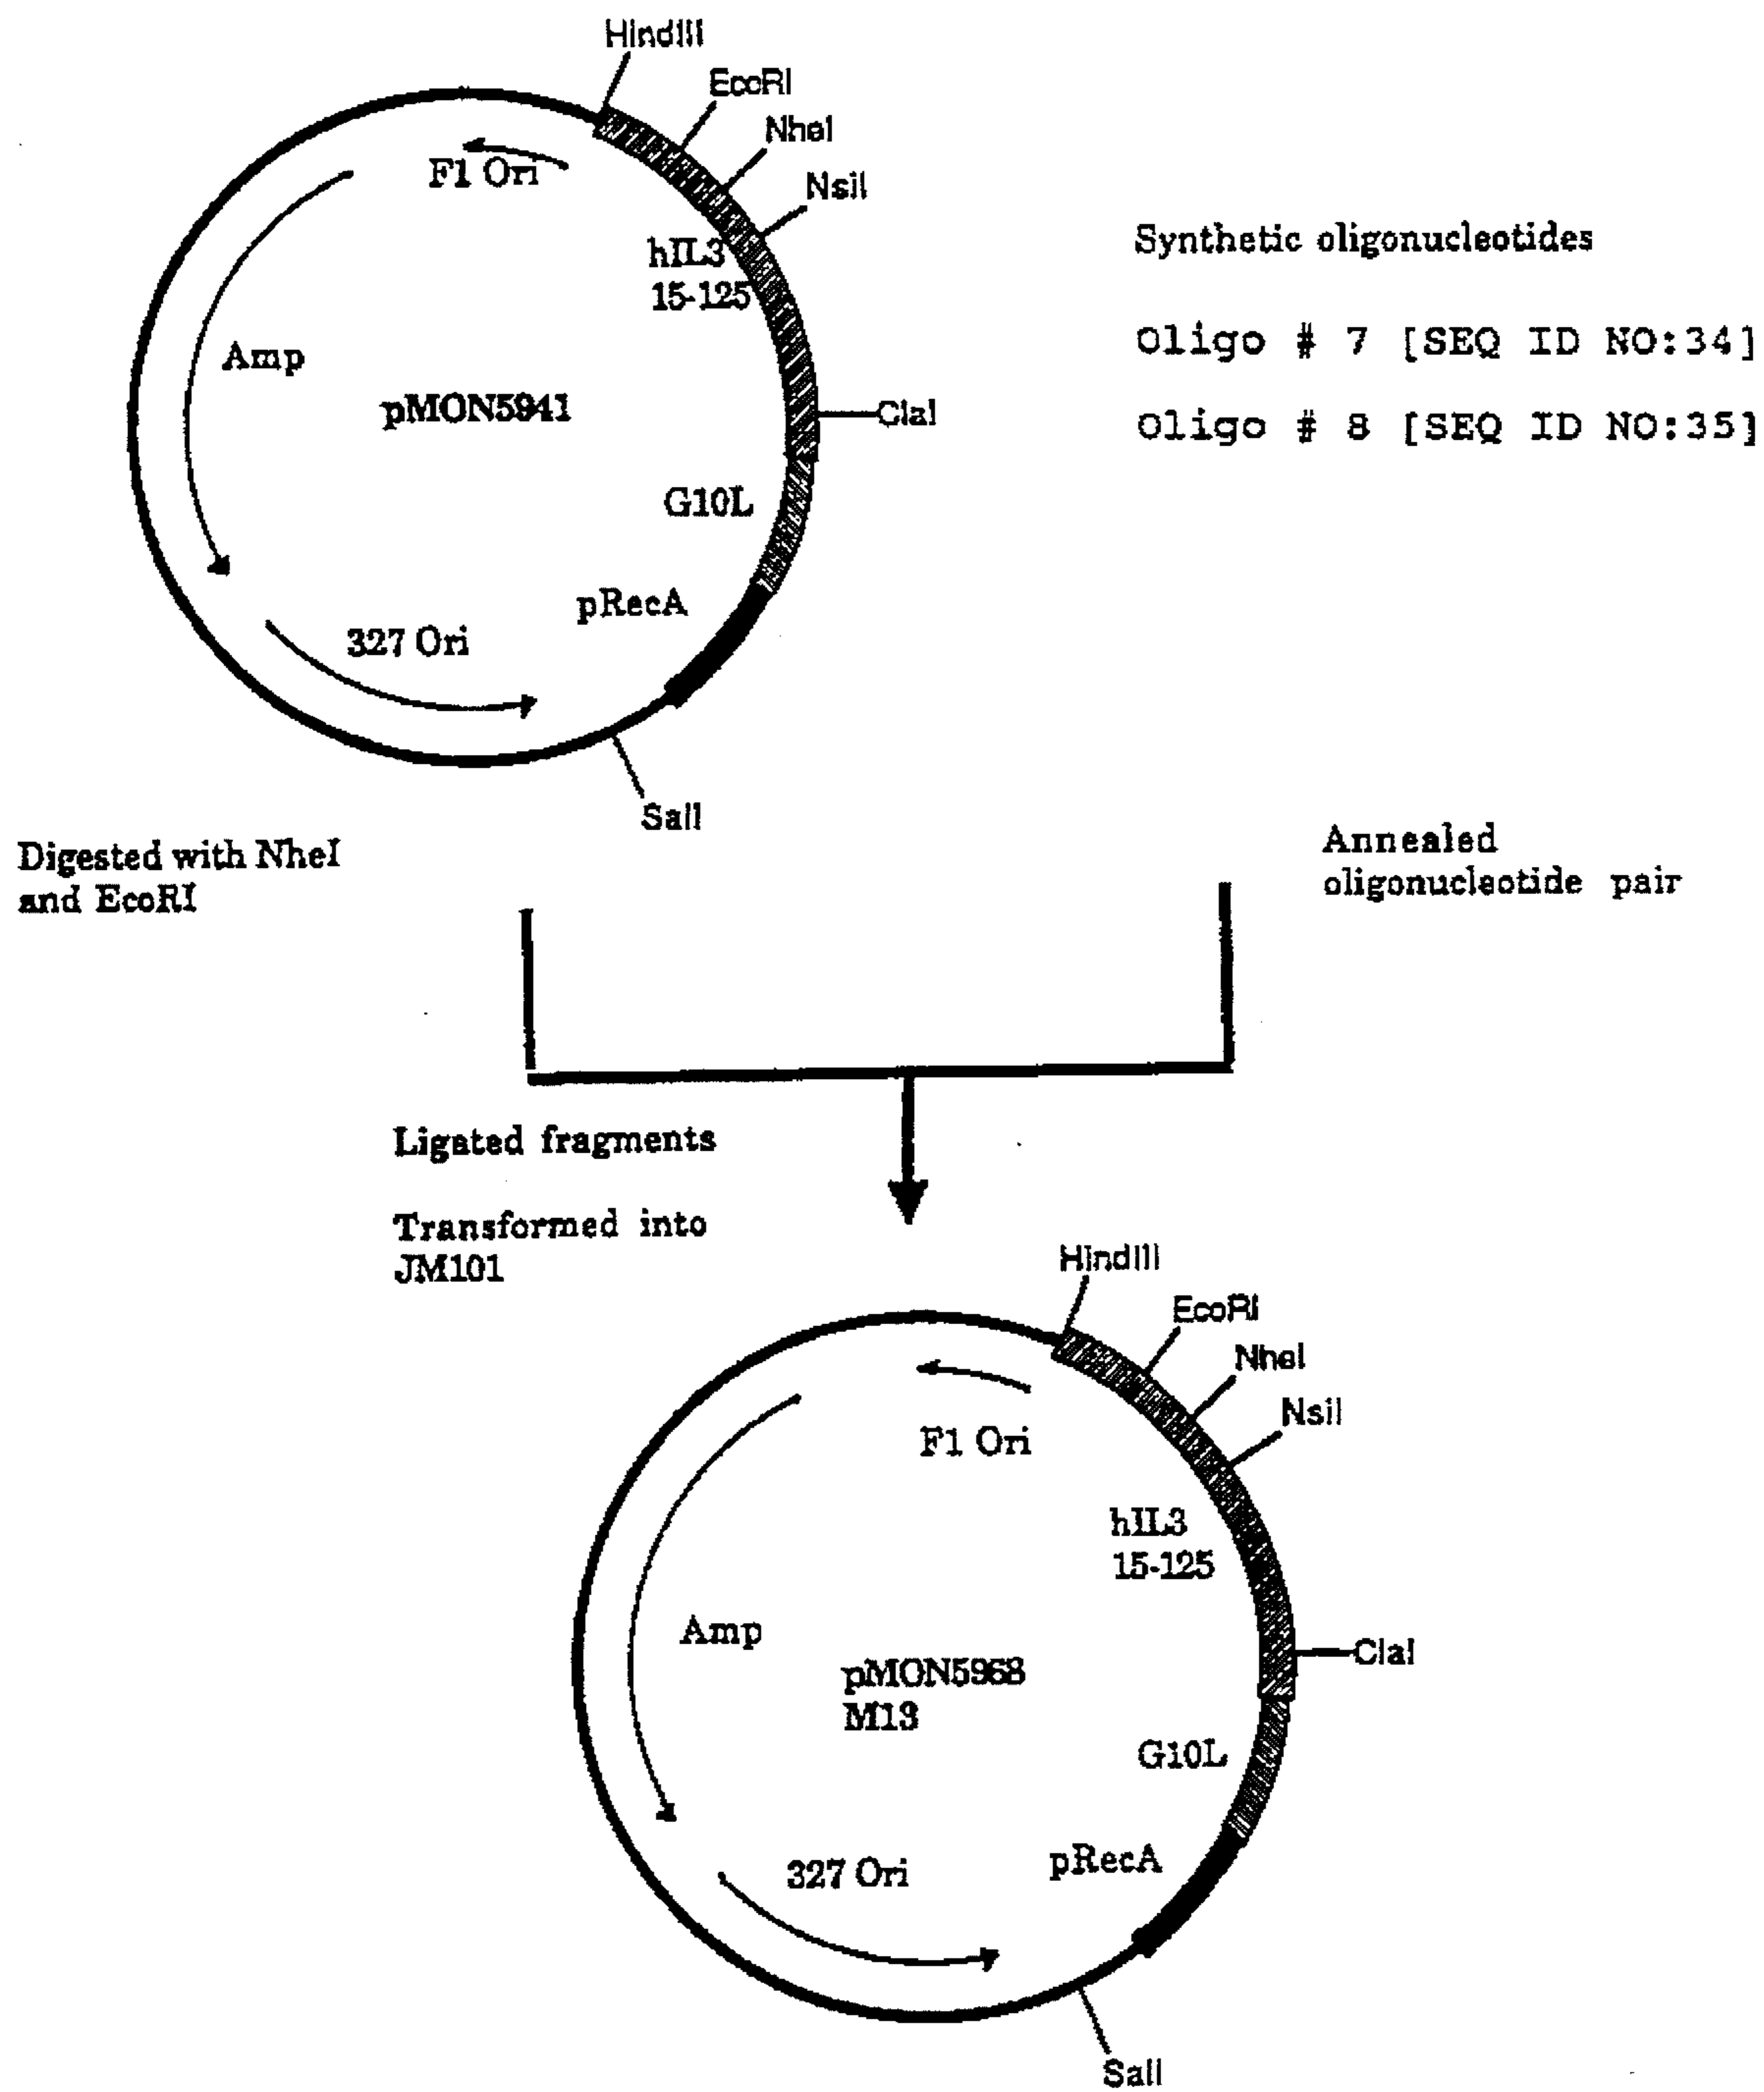 HindIII
EcoRI
NheI
NsiI
F1 Ori
hIL3
15-125
Amp
pMON5941
ClaI
G10L
pRecA
327 Ori
SalI
Synthetic oligonucleotides
Oligo # 7 [SEQ ID NO:34]
Oligo # 8 [SEQ ID NO:35]
Digested with NheI
and EcoRI
Annealed
oligonucleotide pair
Ligated fragments
Transformed into
JM101
HindIII
EcoRI
NheI
NsiI
F1 Ori
hIL3
15-125
Amp
pMON5968
M13
ClaI
G10L
pRecA
327 Ori
SalI